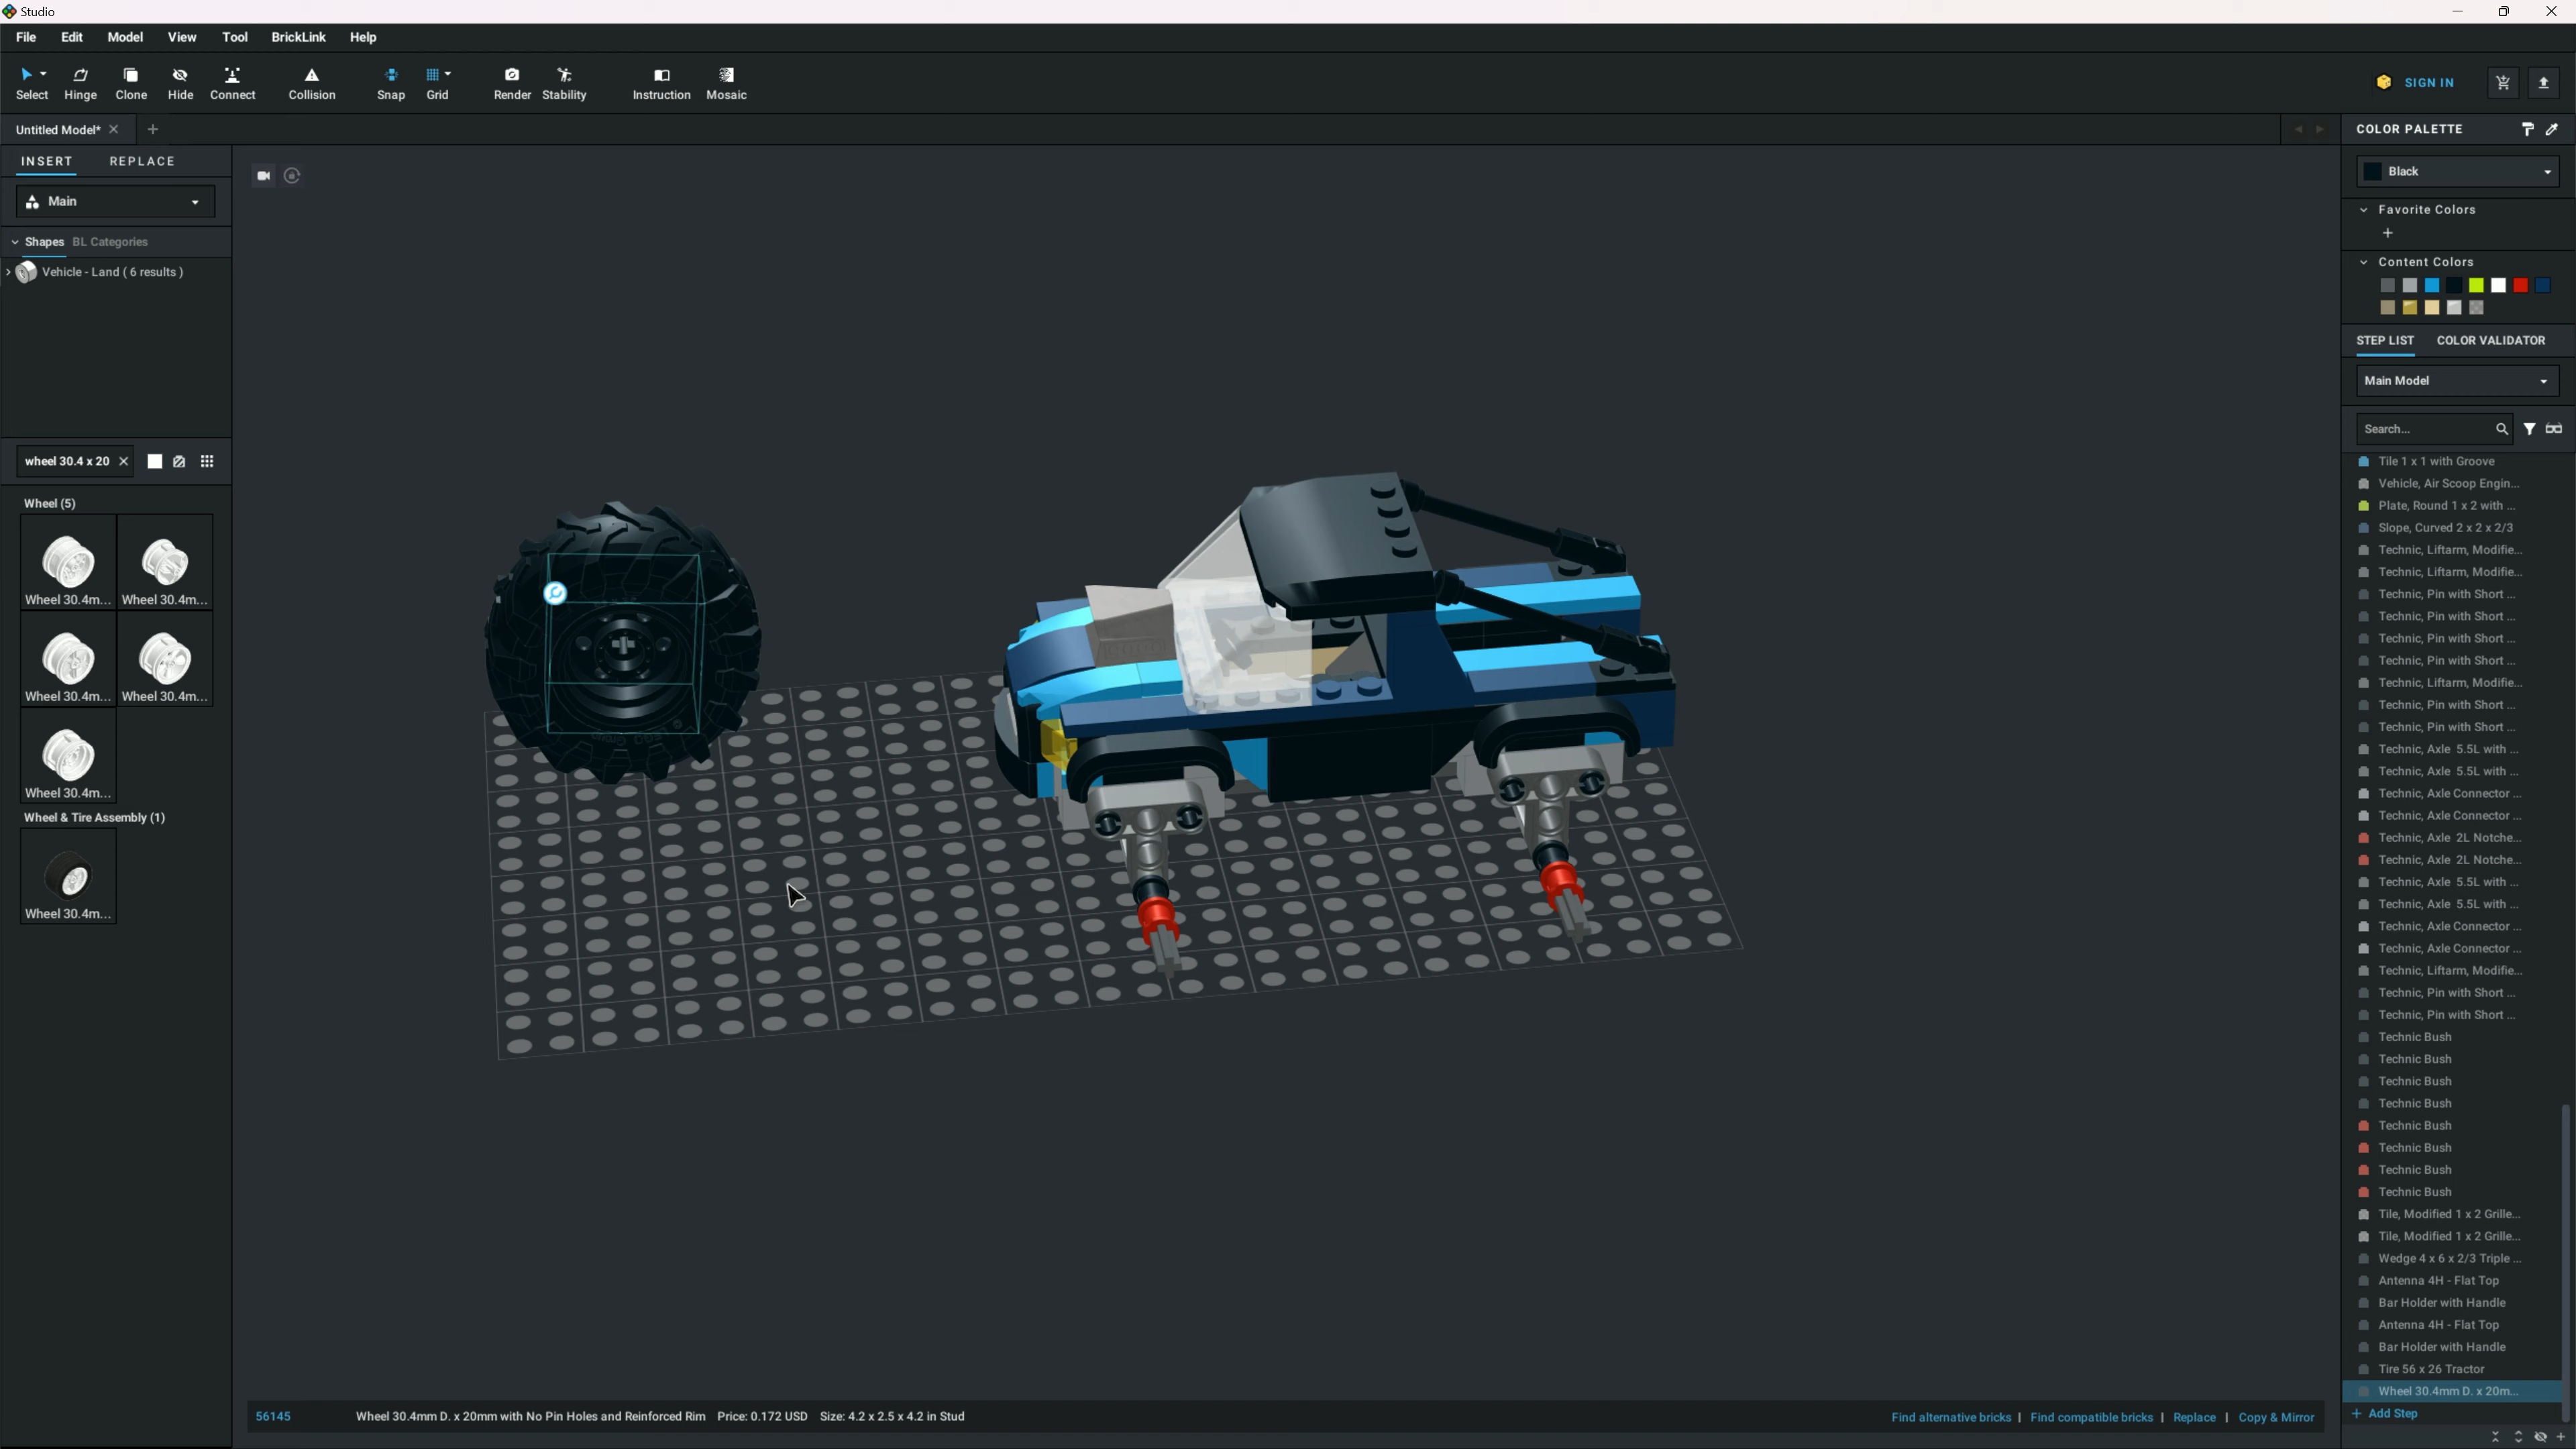 Studio
File Edit Model View Tool BrickLink Help
Select Hinge Clone Hide Connect Collision Snap Grid Render Stability Instruction Mosaic
SIGN IN
Untitled Model*
INSERT REPLACE
Main
Shapes BL Categories
Vehicle - Land ( 6 results )
wheel 30.4 x 20
Wheel (5)
Wheel 30.4m... Wheel 30.4m...
Wheel 30.4m... Wheel 30.4m...
Wheel 30.4m...
Wheel & Tire Assembly (1)
Wheel 30.4m...
56145 Wheel 30.4mm D. x 20mm with No Pin Holes and Reinforced Rim Price: 0.172 USD Size: 4.2 x 2.5 x 4.2 in Stud
Find alternative bricks | Find compatible bricks | Replace | Copy & Mirror
COLOR PALETTE
Black
Favorite Colors
Content Colors
STEP LIST COLOR VALIDATOR
Main Model
Search...
Tile 1 x 1 with Groove
Vehicle, Air Scoop Engin...
Plate, Round 1 x 2 with ...
Slope, Curved 2 x 2 x 2/3
Technic, Liftarm, Modifie...
Technic, Liftarm, Modifie...
Technic, Pin with Short ...
Technic, Pin with Short ...
Technic, Pin with Short ...
Technic, Pin with Short ...
Technic, Liftarm, Modifie...
Technic, Pin with Short ...
Technic, Pin with Short ...
Technic, Axle 5.5L with ...
Technic, Axle 5.5L with ...
Technic, Axle Connector ...
Technic, Axle Connector ...
Technic, Axle 2L Notche...
Technic, Axle 2L Notche...
Technic, Axle 5.5L with ...
Technic, Axle 5.5L with ...
Technic, Axle Connector ...
Technic, Axle Connector ...
Technic, Liftarm, Modifie...
Technic, Pin with Short ...
Technic, Pin with Short ...
Technic Bush
Technic Bush
Technic Bush
Technic Bush
Technic Bush
Technic Bush
Technic Bush
Technic Bush
Tile, Modified 1 x 2 Grille...
Tile, Modified 1 x 2 Grille...
Wedge 4 x 6 x 2/3 Triple ...
Antenna 4H - Flat Top
Bar Holder with Handle
Antenna 4H - Flat Top
Bar Holder with Handle
Tire 56 x 26 Tractor
Wheel 30.4mm D. x 20m...
+ Add Step